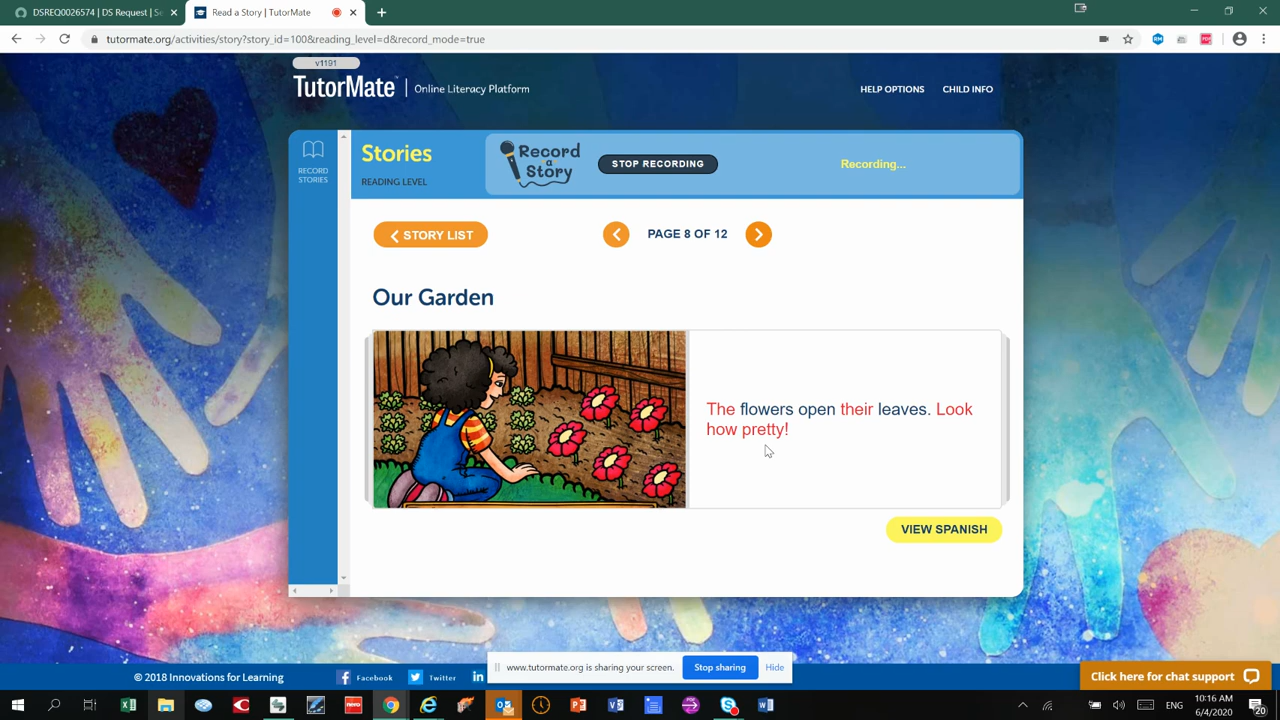 DSREQ0026574 | DS Request | Se
Read a Story | TutorMate
tutormate.org/activities/story?story_id=100&reading_level=d&record_mode=true
v1191
TutorMate™ | Online Literacy Platform
HELP OPTIONS
CHILD INFO
RECORD
STORIES
Stories
READING LEVEL
Record
a
Story
STOP RECORDING
Recording...
STORY LIST
PAGE 8 OF 12
Our Garden
The flowers open their leaves. Look
how pretty!
VIEW SPANISH
© 2018 Innovations for Learning
Facebook
Twitter
www.tutormate.org is sharing your screen.
Stop sharing
Hide
Click here for chat support
ENG
10:16 AM
6/4/2020
20